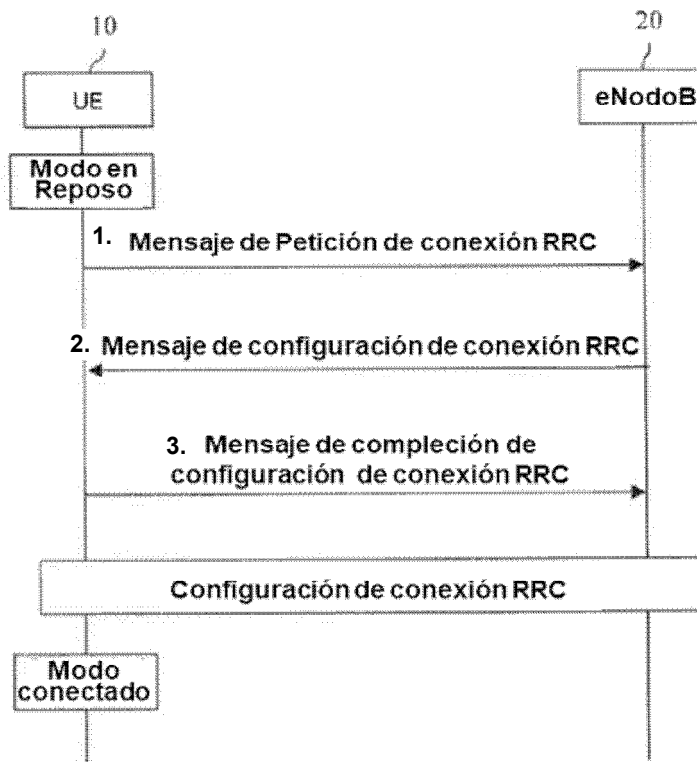 10
20
UE
eNodoB
Modo en
Reposo
1. Mensaje de Petición de conexión RRC
2. Mensaje de configuración de conexión RRC
3. Mensaje de compleción de
configuración de conexión RRC
Configuración de conexión RRC
Modo
conectado